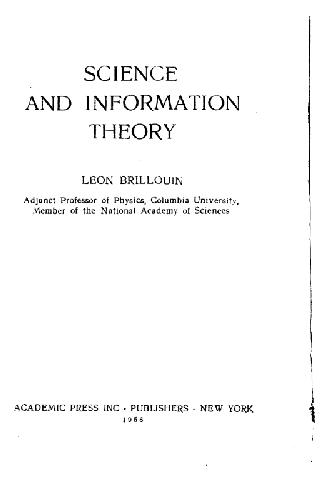 SCIENCE
AND INFORMATION
THEORY
LEON BRILLOUIN
Adjunct Professor of Physics, Columbia University,
Member of the National Academy of Sciences
ACADEMIC PRESS INC · PUBLISHERS · NEW YORK
1956